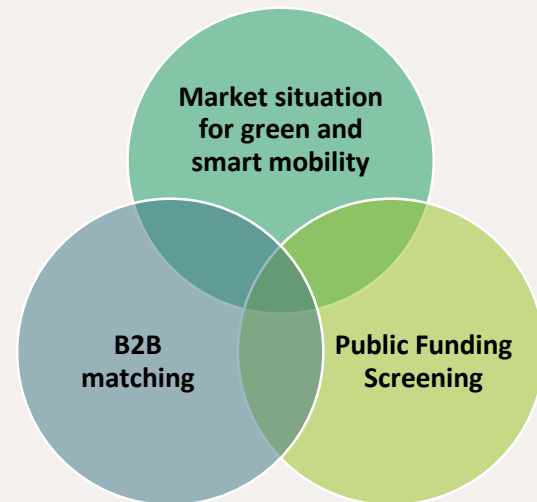 Market situation
for green and
smart mobility
B2B
matching
Public Funding
Screening